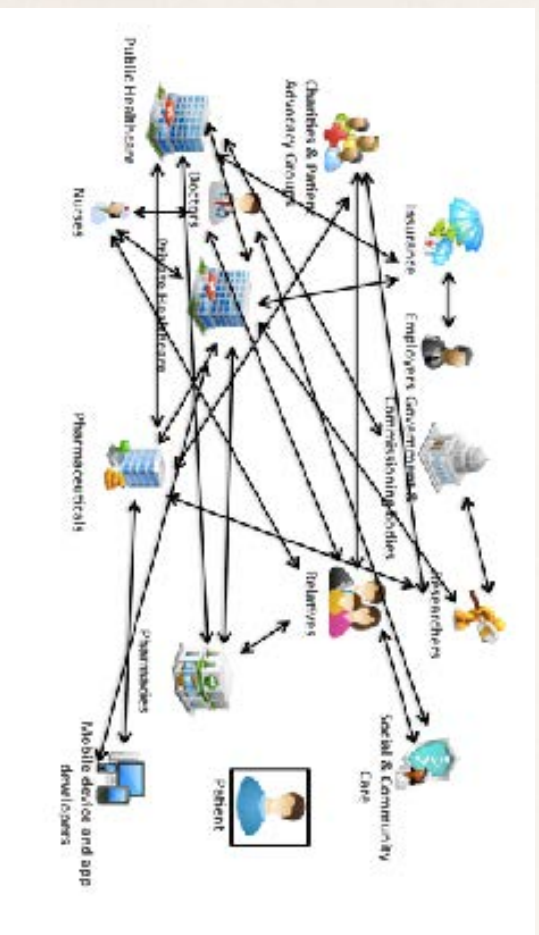 Insurance
Employers
Government &
Commissioning Bodies
Researchers
Social & Community
Care
Charities & Patient
Advocacy Groups
Relatives
Patient
Doctors
Private Healthcare
Pharmacies
Public Healthcare
Nurses
Pharmaceuticals
Mobile device and app
developers